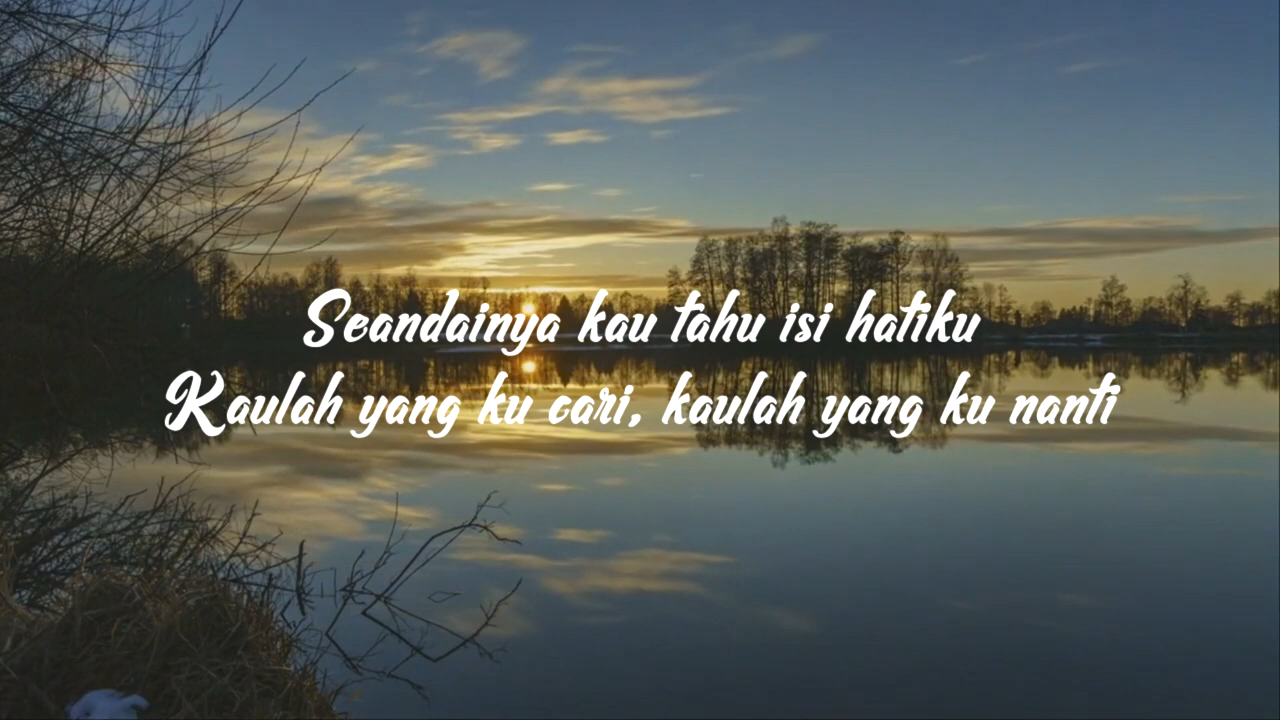 Seandainya kau tahu isi hatiku
Kaulah yang ku cari, kaulah yang ku nanti